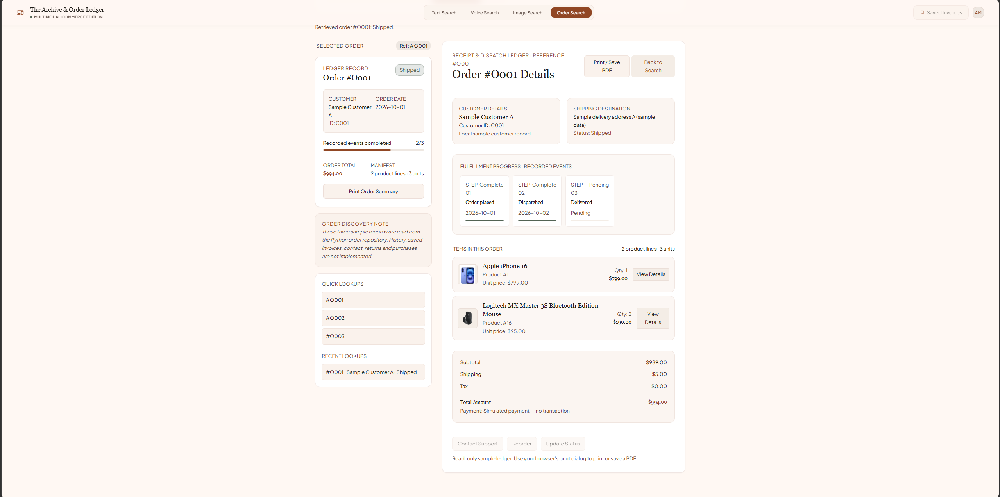 The Archive & Order Ledger
• MULTIMODAL COMMERCE EDITION
Text Search
Voice Search
Image Search
Order Search
Saved Invoices
AM
Retrieved order #O001: Shipped.
SELECTED ORDER
Ref: #O001
LEDGER RECORD
Shipped
Order #O001
CUSTOMER
Sample Customer
A
ID: C001
ORDER DATE
2026-10-01
Recorded events completed
2/3
ORDER TOTAL
$994.00
MANIFEST
2 product lines · 3 units
Print Order Summary
ORDER DISCOVERY NOTE
These three sample records are read from
the Python order repository. History, saved
invoices, contact, returns and purchases
are not implemented.
QUICK LOOKUPS
#O001
#O002
#O003
RECENT LOOKUPS
#O001 · Sample Customer A · Shipped
RECEIPT & DISPATCH LEDGER · REFERENCE
#O001
Order #O001 Details
Print / Save
PDF
Back to
Search
CUSTOMER DETAILS
Sample Customer A
Customer ID: C001
Local sample customer record
SHIPPING DESTINATION
Sample delivery address A (sample
data)
Status: Shipped
FULFILLMENT PROGRESS · RECORDED EVENTS
STEP Complete
01
Order placed
2026-10-01
STEP Complete
02
Dispatched
2026-10-02
STEP Pending
03
Delivered
Pending
ITEMS IN THIS ORDER
2 product lines · 3 units
Apple iPhone 16
Product #1
Unit price: $799.00
Qty: 1
$799.00
View Details
Logitech MX Master 3S Bluetooth Edition
Mouse
Product #16
Unit price: $95.00
Qty: 2
$190.00
View
Details
Subtotal
$989.00
Shipping
$5.00
Tax
$0.00
Total Amount
$994.00
Payment: Simulated payment — no transaction
Contact Support
Reorder
Update Status
Read-only sample ledger. Use your browser's print dialog to print or save a PDF.